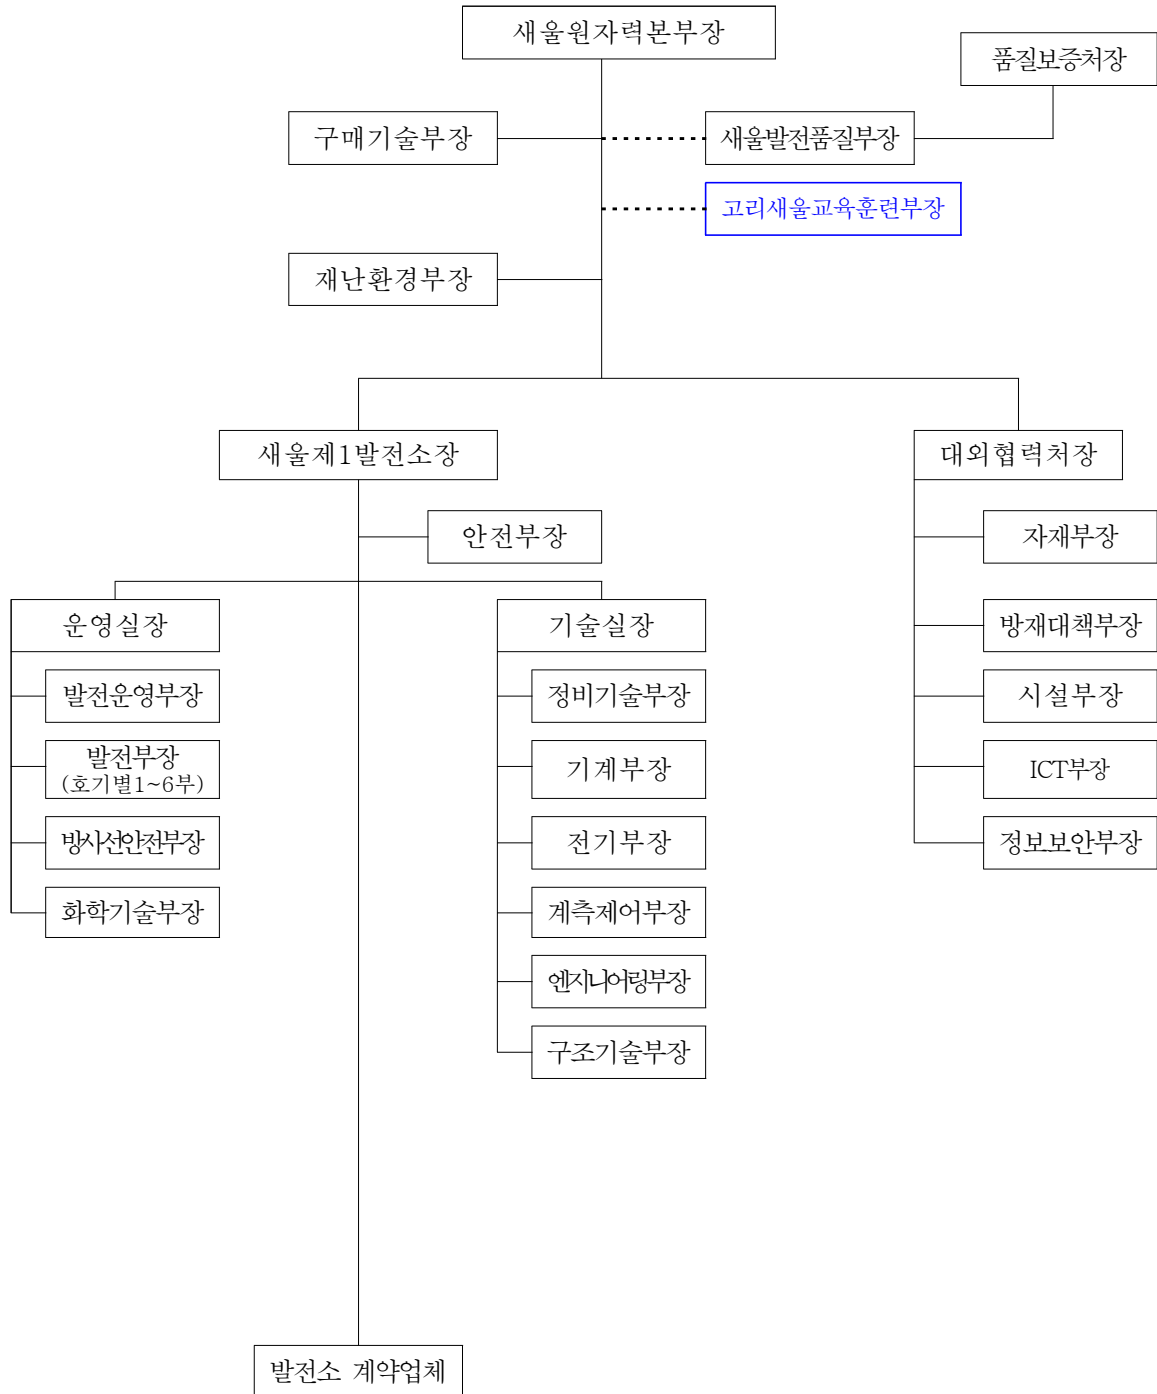 새울원자력본부장
품질보증처장
구매기술부장
새울발전품질부장
고리새울교육훈련부장
재난환경부장
새울제1발전소장
대외협력처장
안전부장
자재부장
운영실장
기술실장
방재대책부장
발전운영부장
정비기술부장
시설부장
발전부장
(호기별1~6부)
기계부장
ICT부장
방사선안전부장
전기부장
정보보안부장
화학기술부장
계측제어부장
엔지니어링부장
구조기술부장
발전소 계약업체